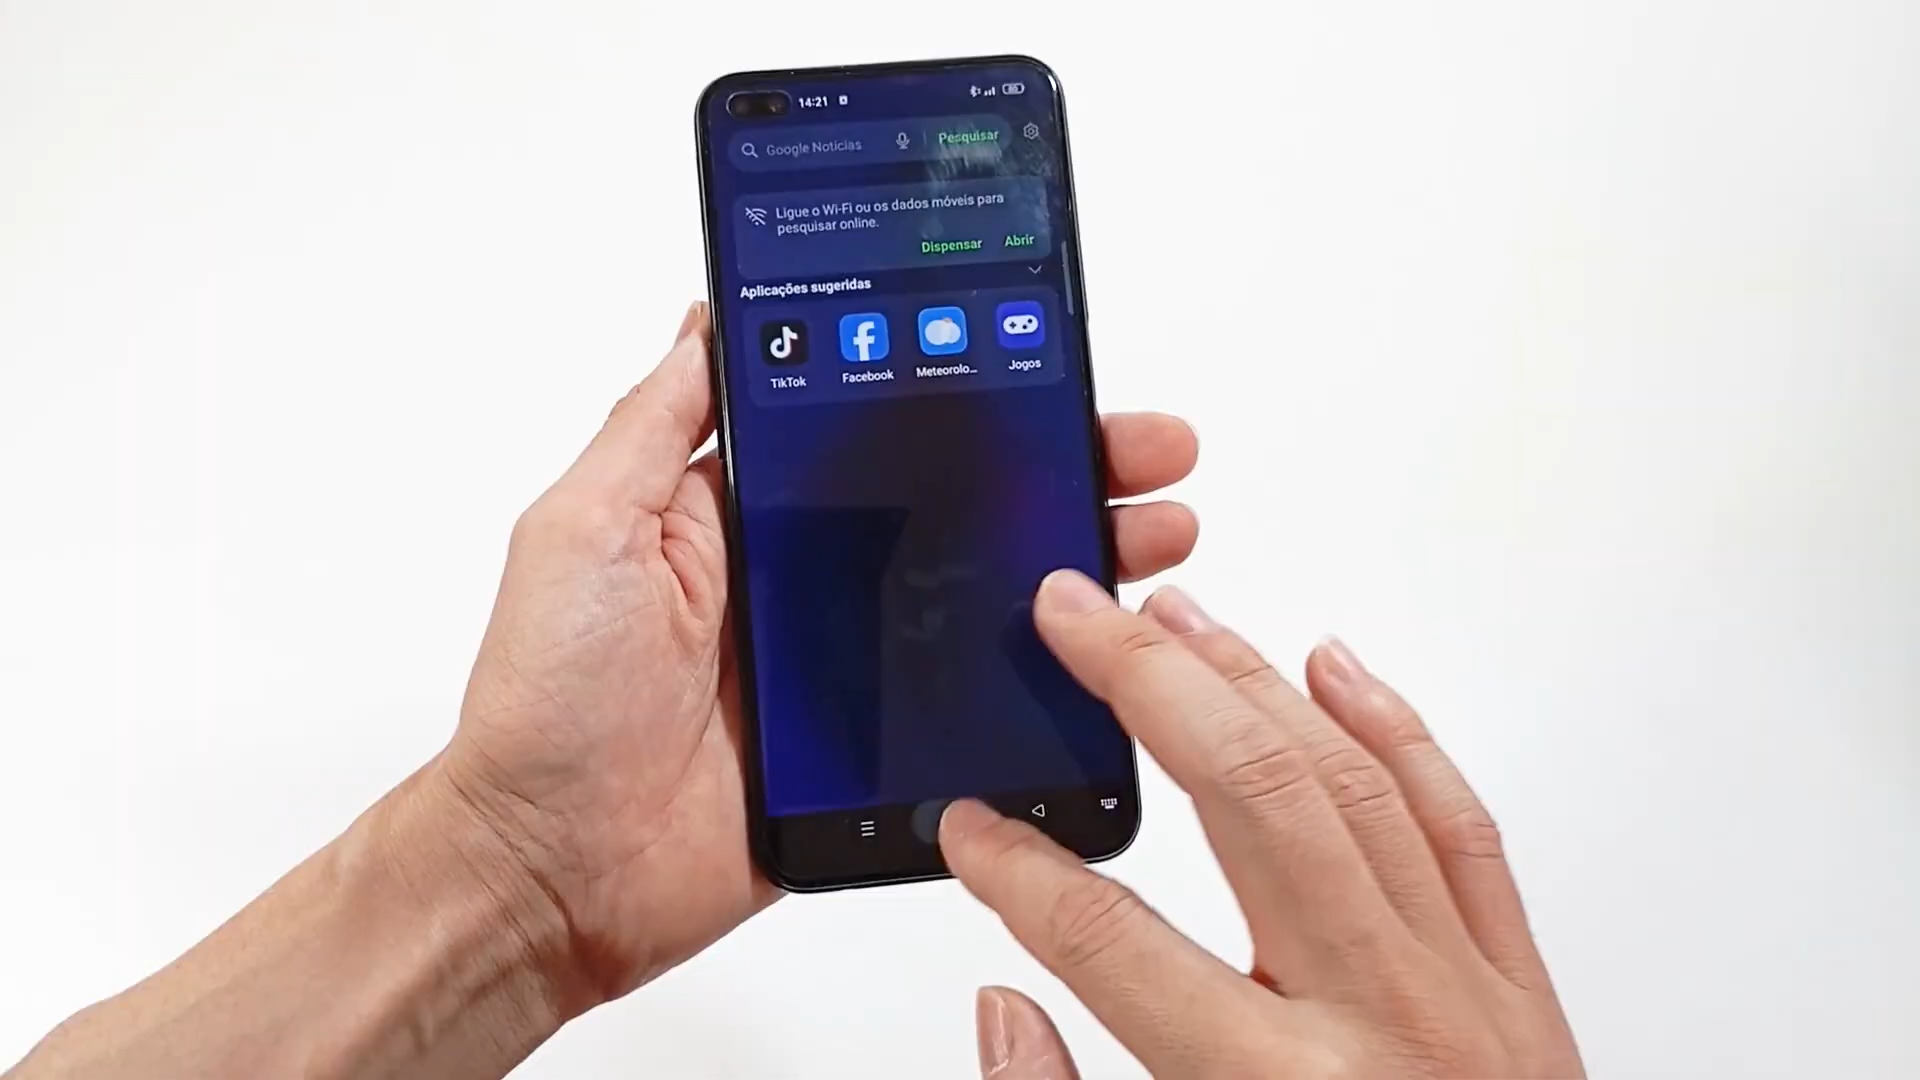 14:21
Google Notícias
Pesquisar
Ligue o Wi-Fi ou os dados móveis para
pesquisar online.
Dispensar
Abrir
Aplicações sugeridas
TikTok
Facebook
Meteorolo...
Jogos